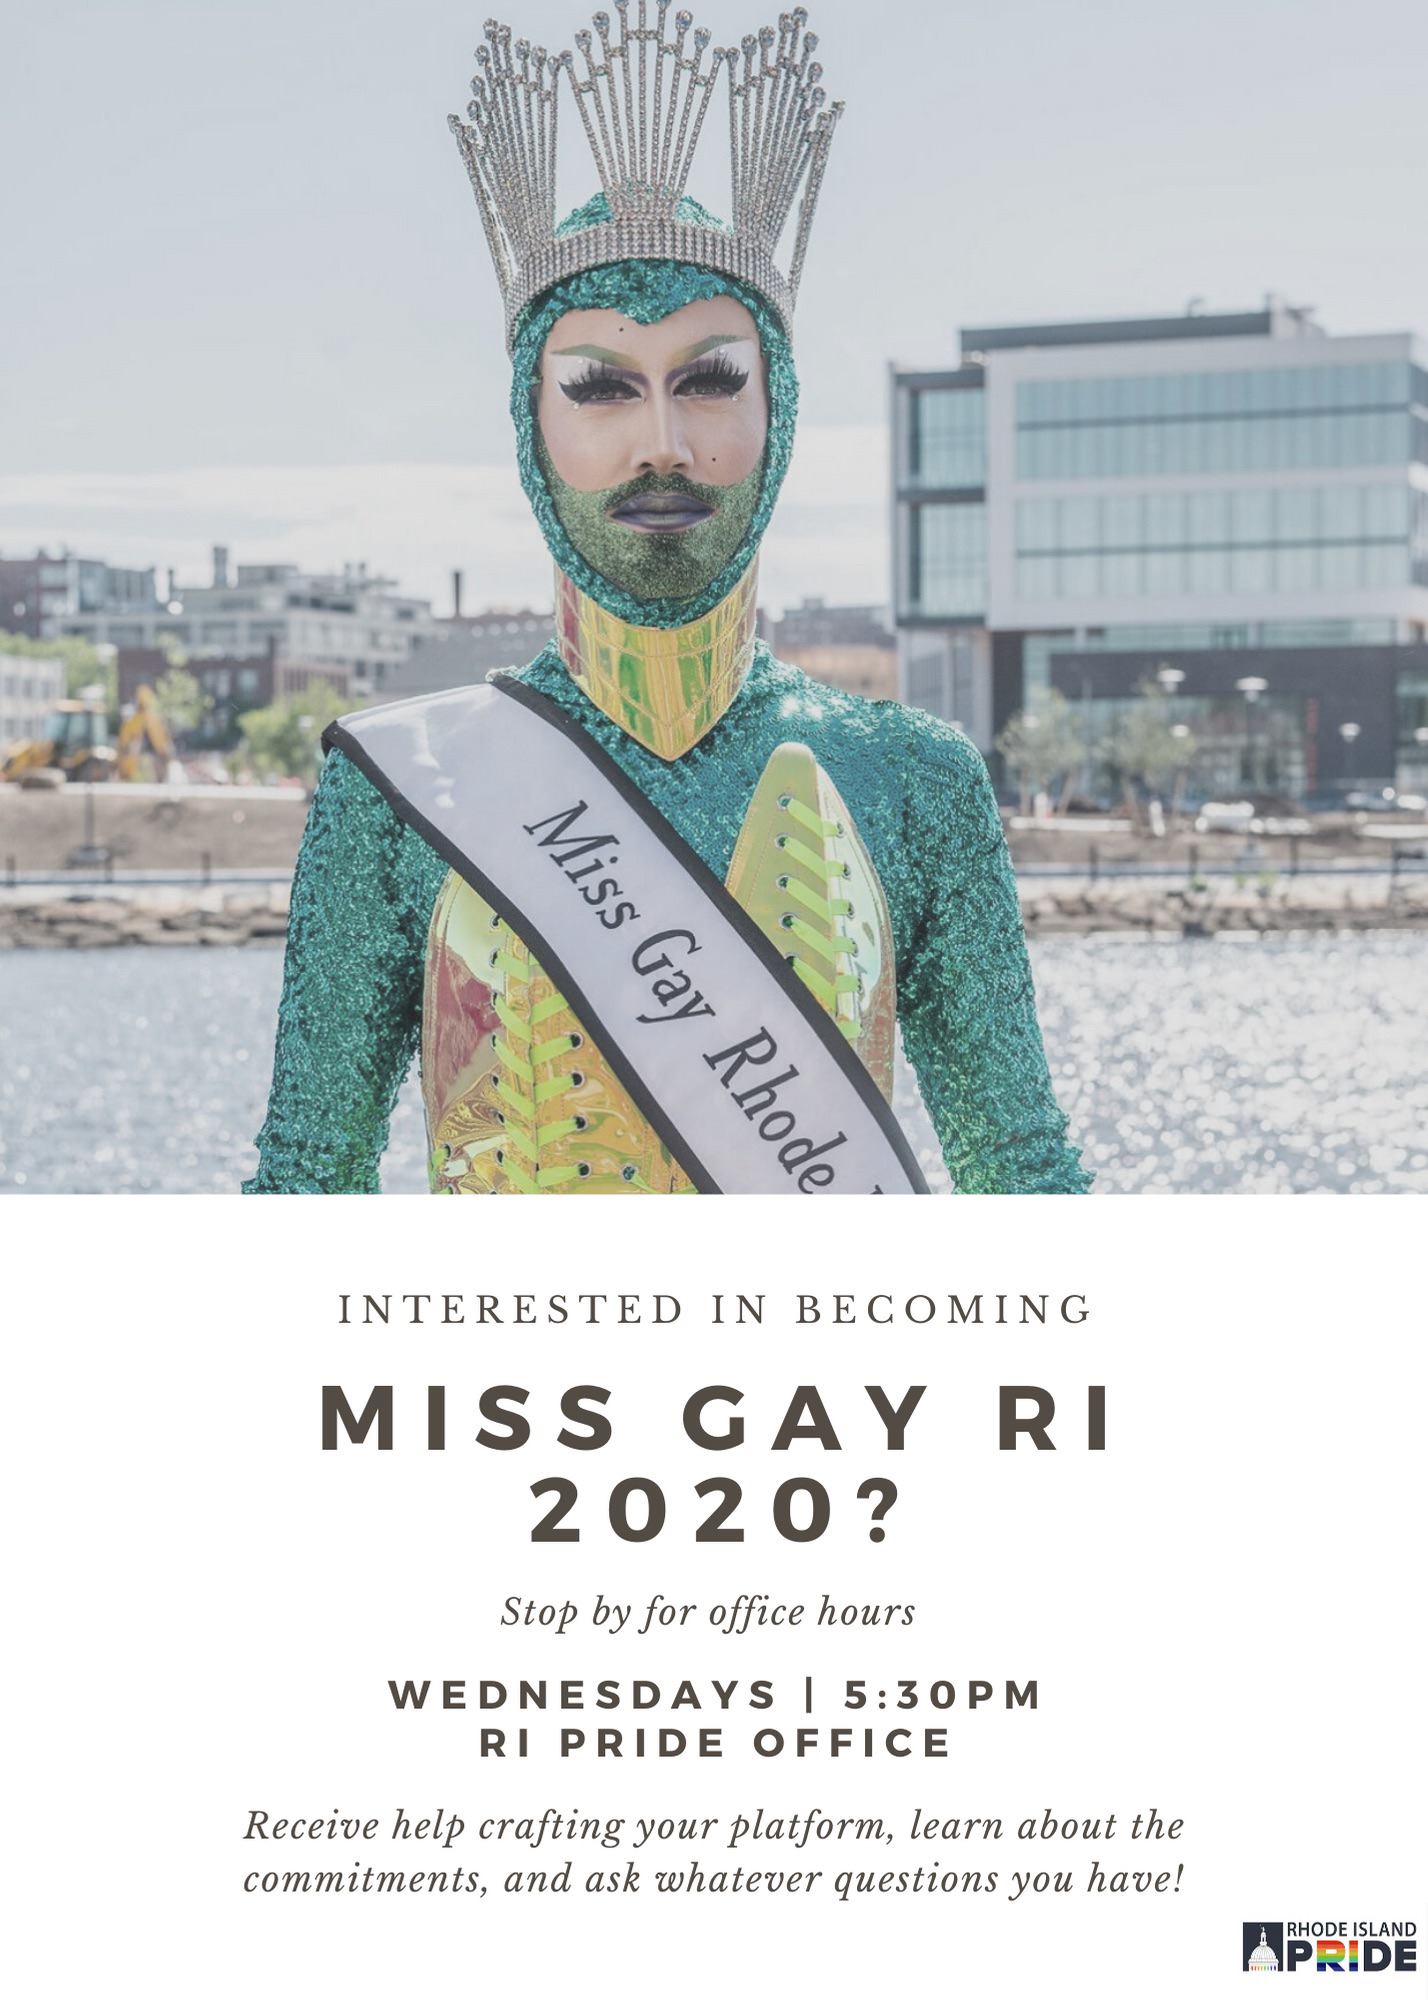 Miss Gay Rhode
INTERESTED IN BECOMING
MISS GAY RI
2020?
Stop by for office hours
WEDNESDAYS | 5:30PM
RI PRIDE OFFICE
Receive help crafting your platform, learn about the
commitments, and ask whatever questions you have!
RHODE ISLAND
PRIDE